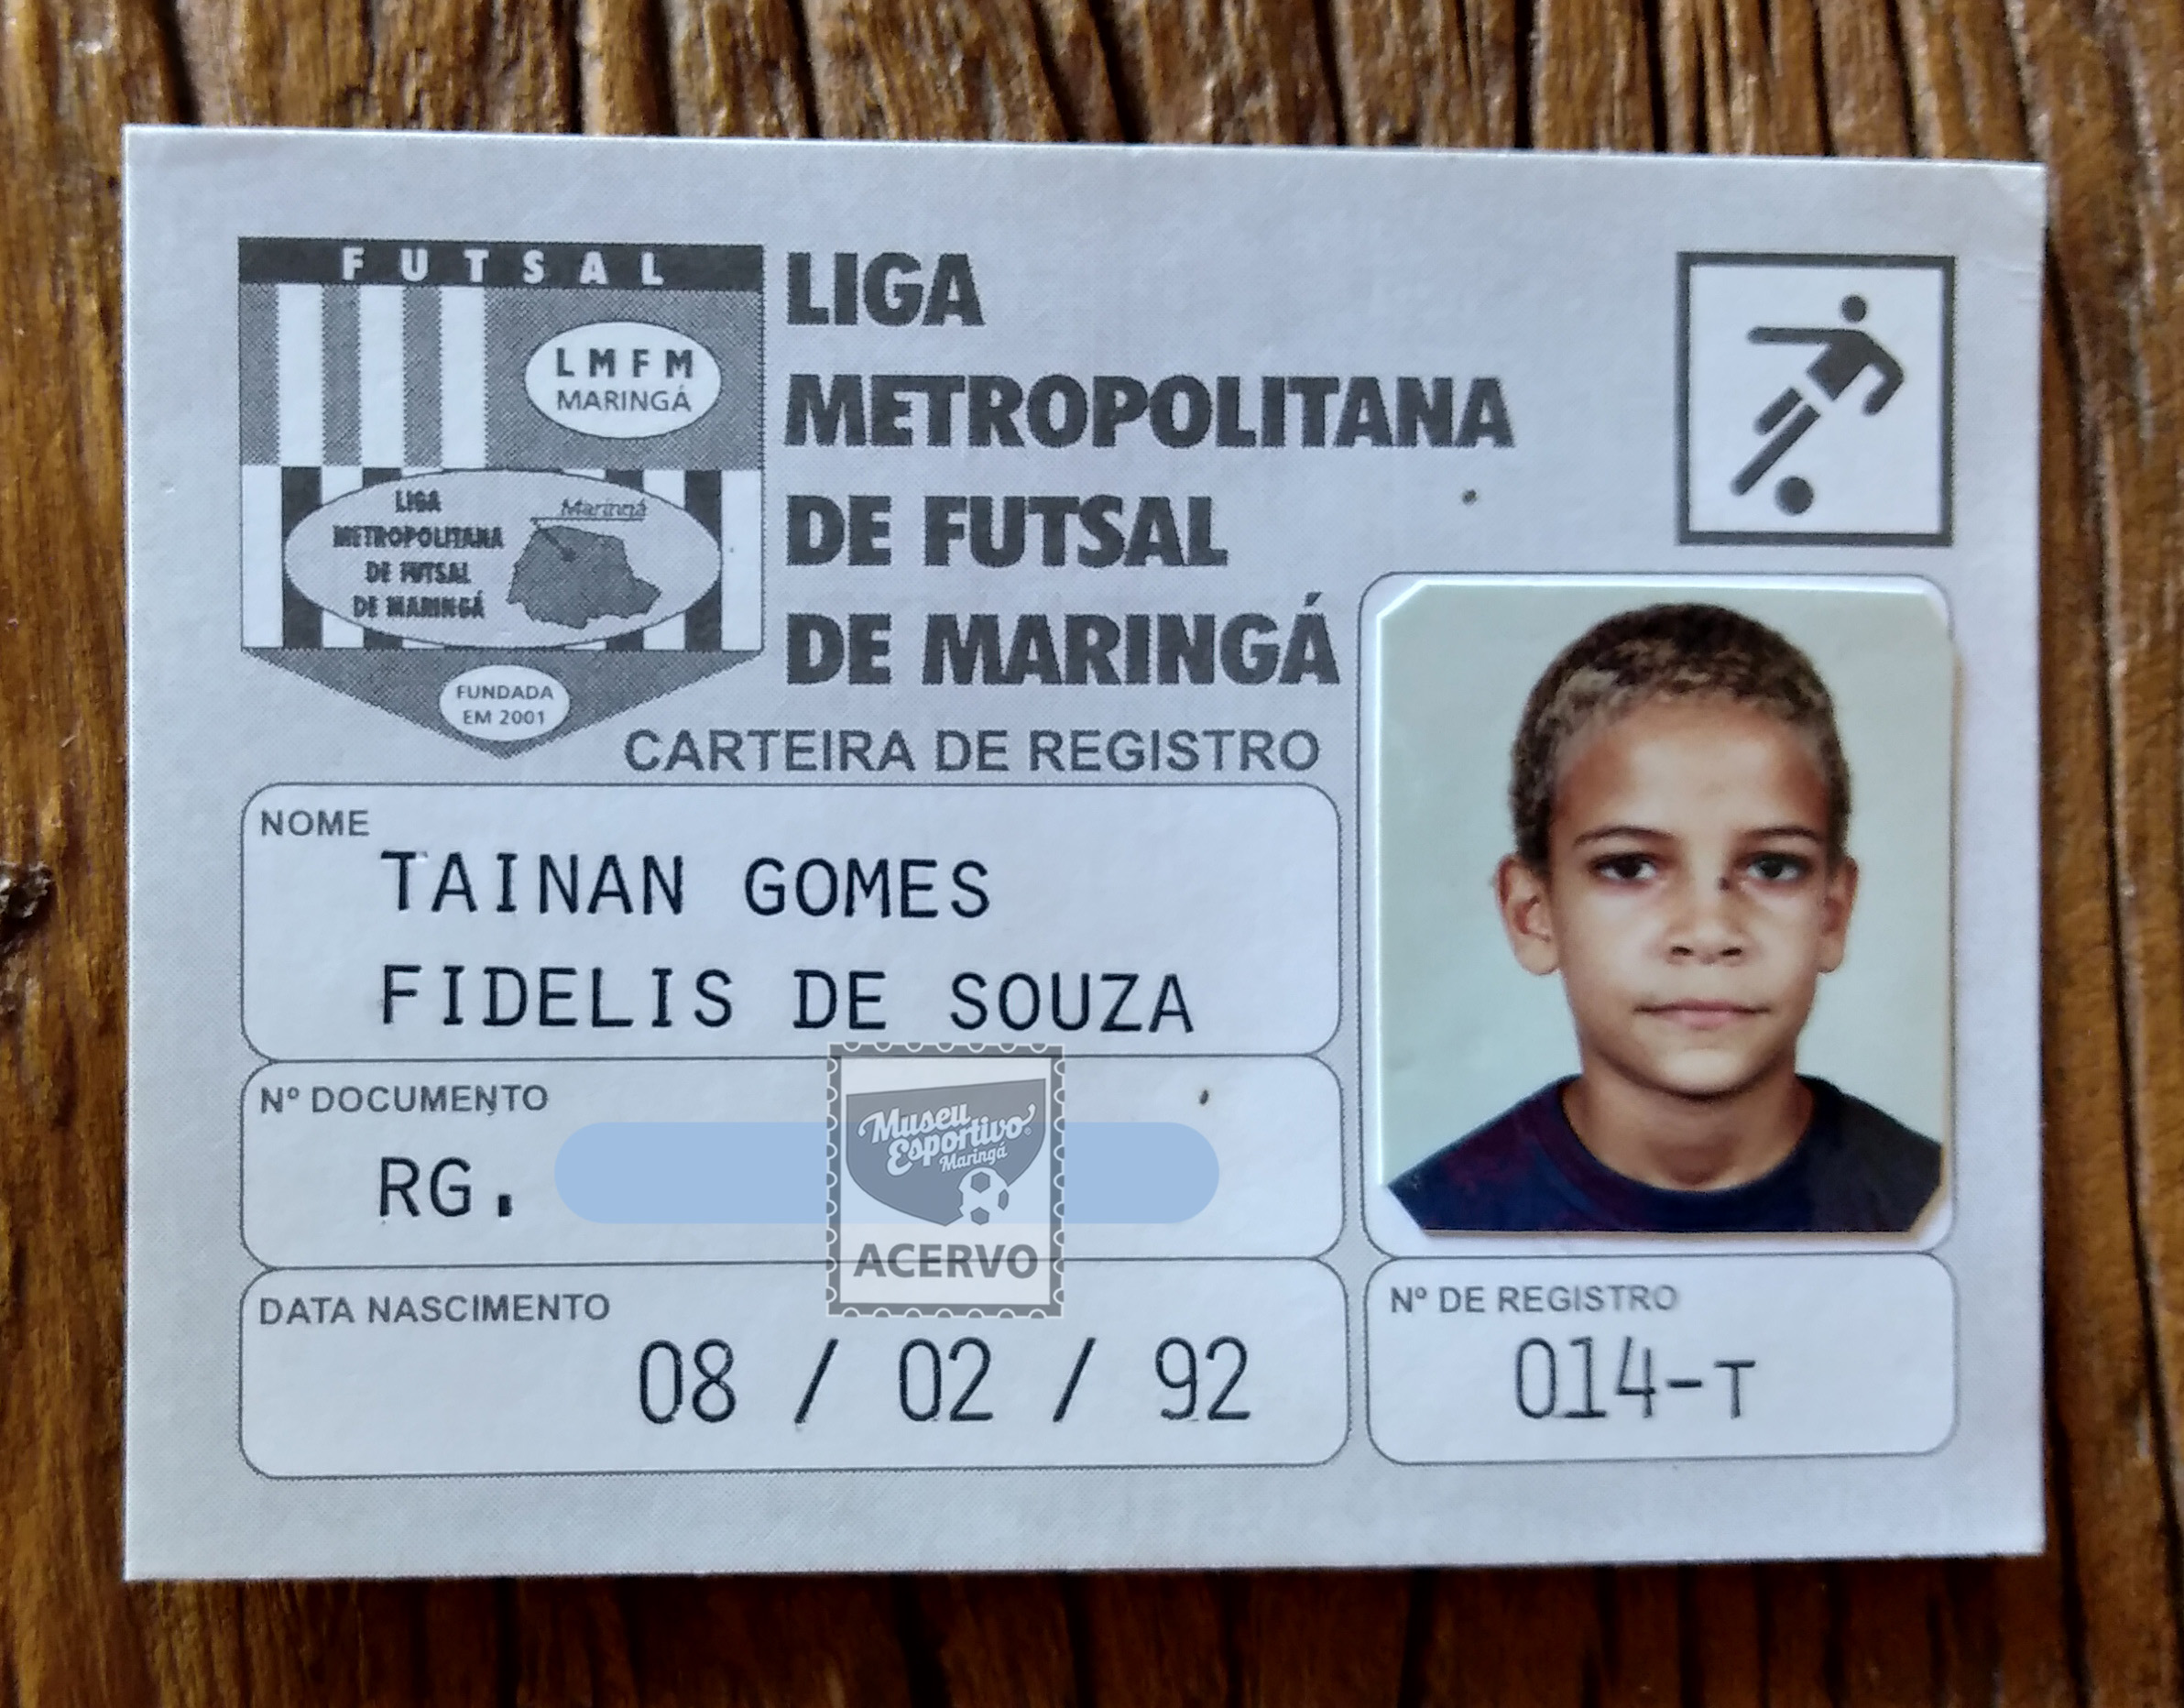 FUTSAL
LMFM
MARINGÁ
LIGA
METROPOLITANA
DE FUTSAL
DE MARINGÁ
Maringá
FUNDADA
EM 2001
LIGA
METROPOLITANA
DE FUTSAL
DE MARINGÁ
CARTEIRA DE REGISTRO
NOME
TAINAN GOMES
FIDELIS DE SOUZA
Nº DOCUMENTO
RG.
Museu
Esportivo
Maringá
ACERVO
DATA NASCIMENTO
08 / 02 / 92
Nº DE REGISTRO
014-T